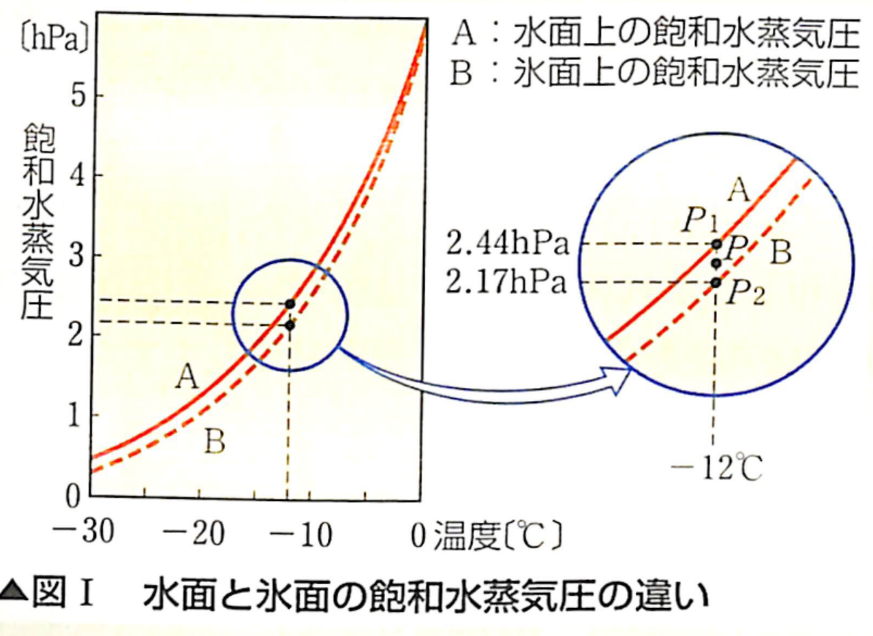 〔hPa〕
飽和水蒸気圧
5
4
3
2
1
0
A
B
−30 −20 −10 0 温度〔℃〕
A：水面上の飽和水蒸気圧
B：氷面上の飽和水蒸気圧
A
P1
2.44hPa
P
B
2.17hPa
P2
−12℃
▲図Ⅰ 水面と氷面の飽和水蒸気圧の違い